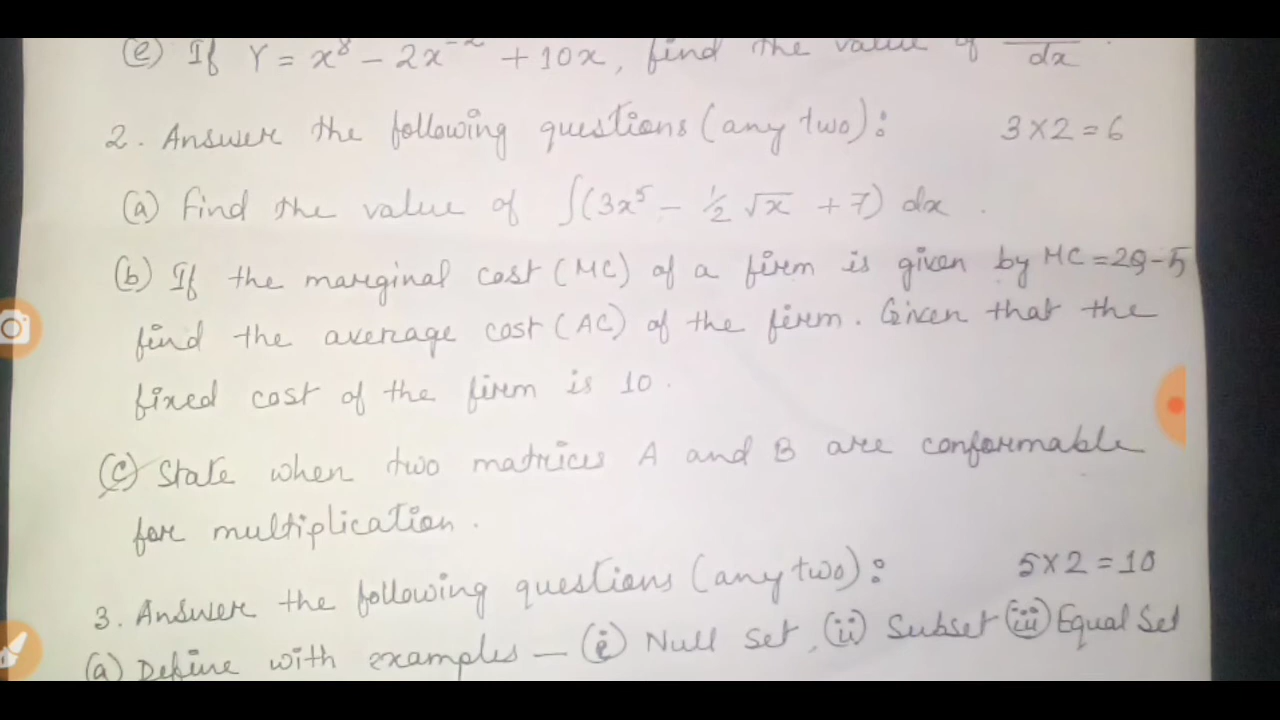 (e) If Y = x⁸ - 2x⁻² + 10x, find the value of dx.
2. Answer the following questions (any two): 3×2=6
(a) Find the value of ∫(3x⁵ - ½ √x + 7) dx.
(b) If the marginal cost (MC) of a firm is given by MC = 2Q-5
find the average cost (AC) of the firm. Given that the
fixed cost of the firm is 10.
(c) State when two matrices A and B are conformable
for multiplication.
3. Answer the following questions (any two): 5×2=10
(a) Define with examples — (i) Null Set, (ii) Subset (iii) Equal Set